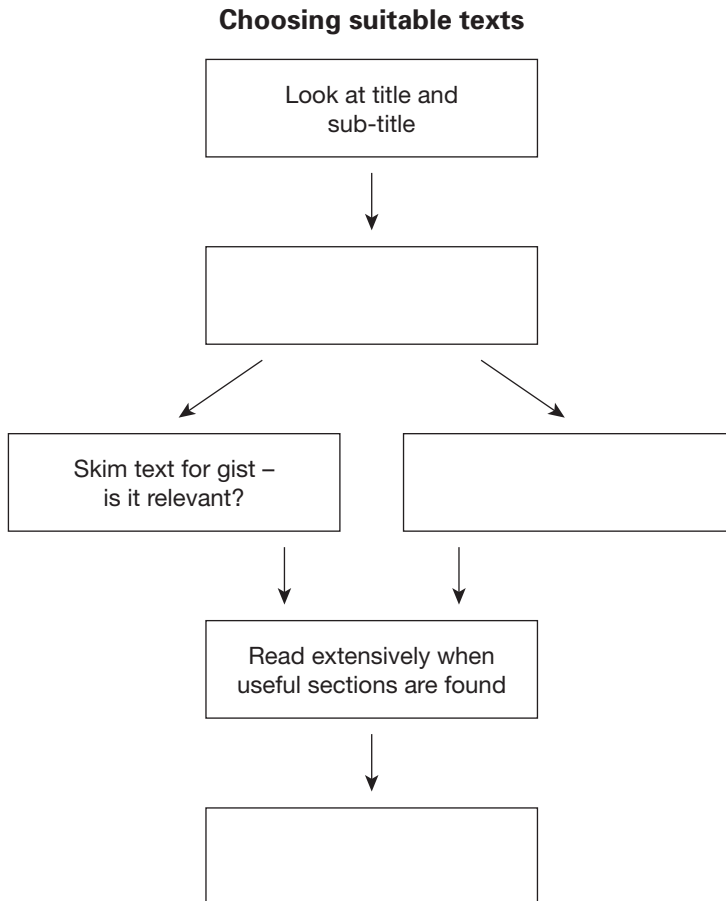 Choosing suitable texts
Look at title and
sub-title
Skim text for gist –
is it relevant?
Read extensively when
useful sections are found